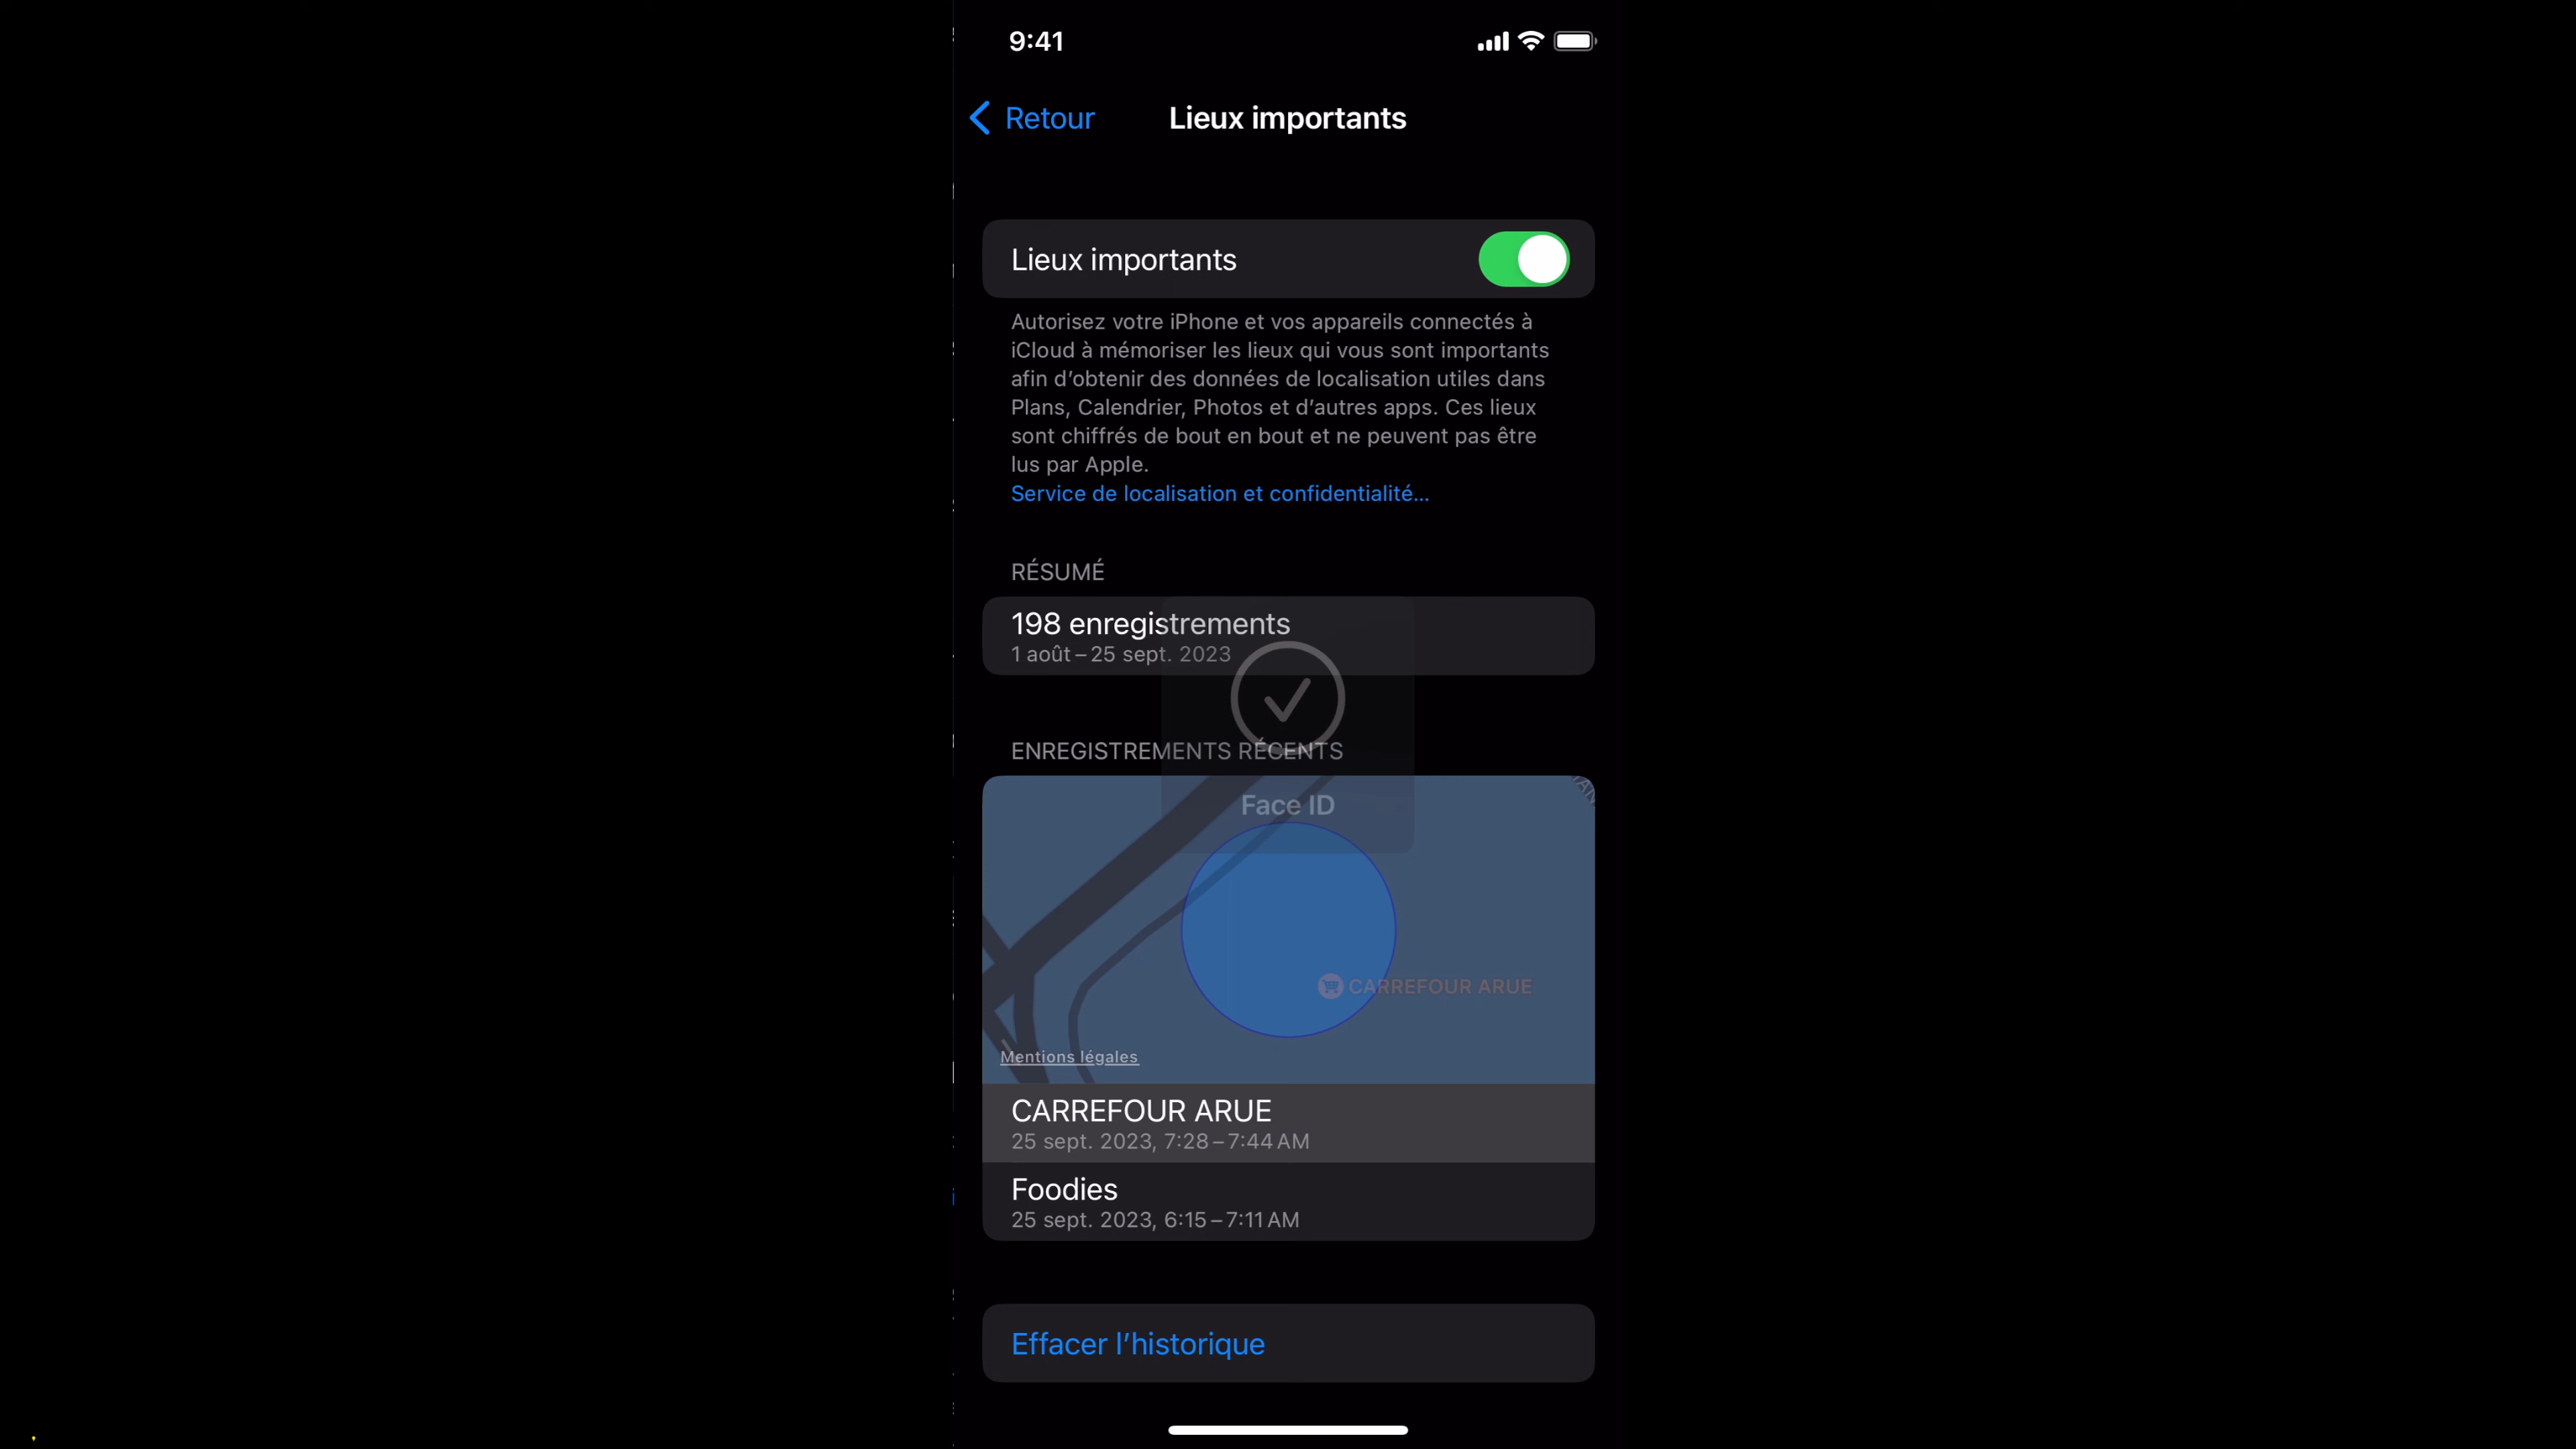 9:41
Retour
Lieux importants
Lieux importants
Autorisez votre iPhone et vos appareils connectés à
iCloud à mémoriser les lieux qui vous sont importants
afin d’obtenir des données de localisation utiles dans
Plans, Calendrier, Photos et d’autres apps. Ces lieux
sont chiffrés de bout en bout et ne peuvent pas être
lus par Apple.
Service de localisation et confidentialité…
RÉSUMÉ
198 enregistrements
1 août – 25 sept. 2023
ENREGISTREMENTS RÉCENTS
Face ID
CARREFOUR ARUE
Mentions légales
CARREFOUR ARUE
25 sept. 2023, 7:28 – 7:44 AM
Foodies
25 sept. 2023, 6:15 – 7:11 AM
Effacer l’historique